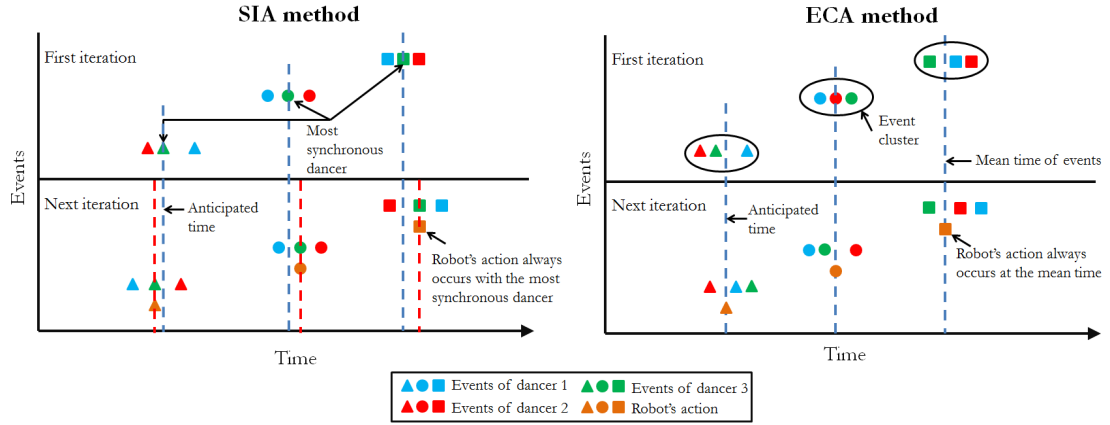 SIA method
First iteration
Most
synchronous
dancer
Next iteration
Anticipated
time
Robot's action always
occurs with the most
synchronous dancer
Events
Time
ECA method
First iteration
Event
cluster
Mean time of events
Next iteration
Anticipated
time
Robot's action always
occurs at the mean time
Events
Time
Events of dancer 1
Events of dancer 3
Events of dancer 2
Robot's action